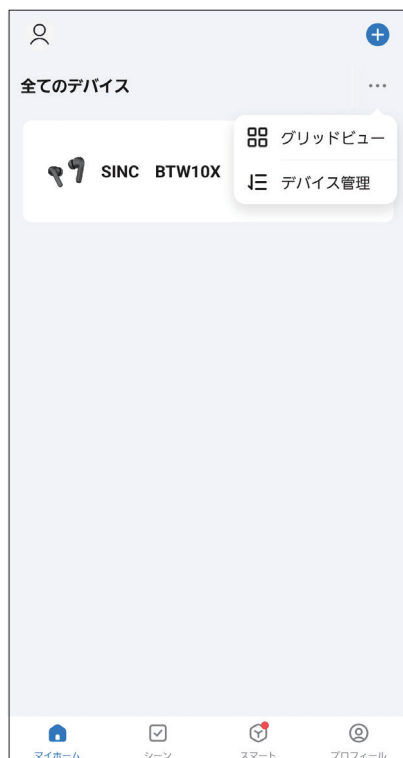 全てのデバイス
グリッドビュー
SINC BTW10X
デバイス管理
マイホーム
シーン
スマート
プロフィール